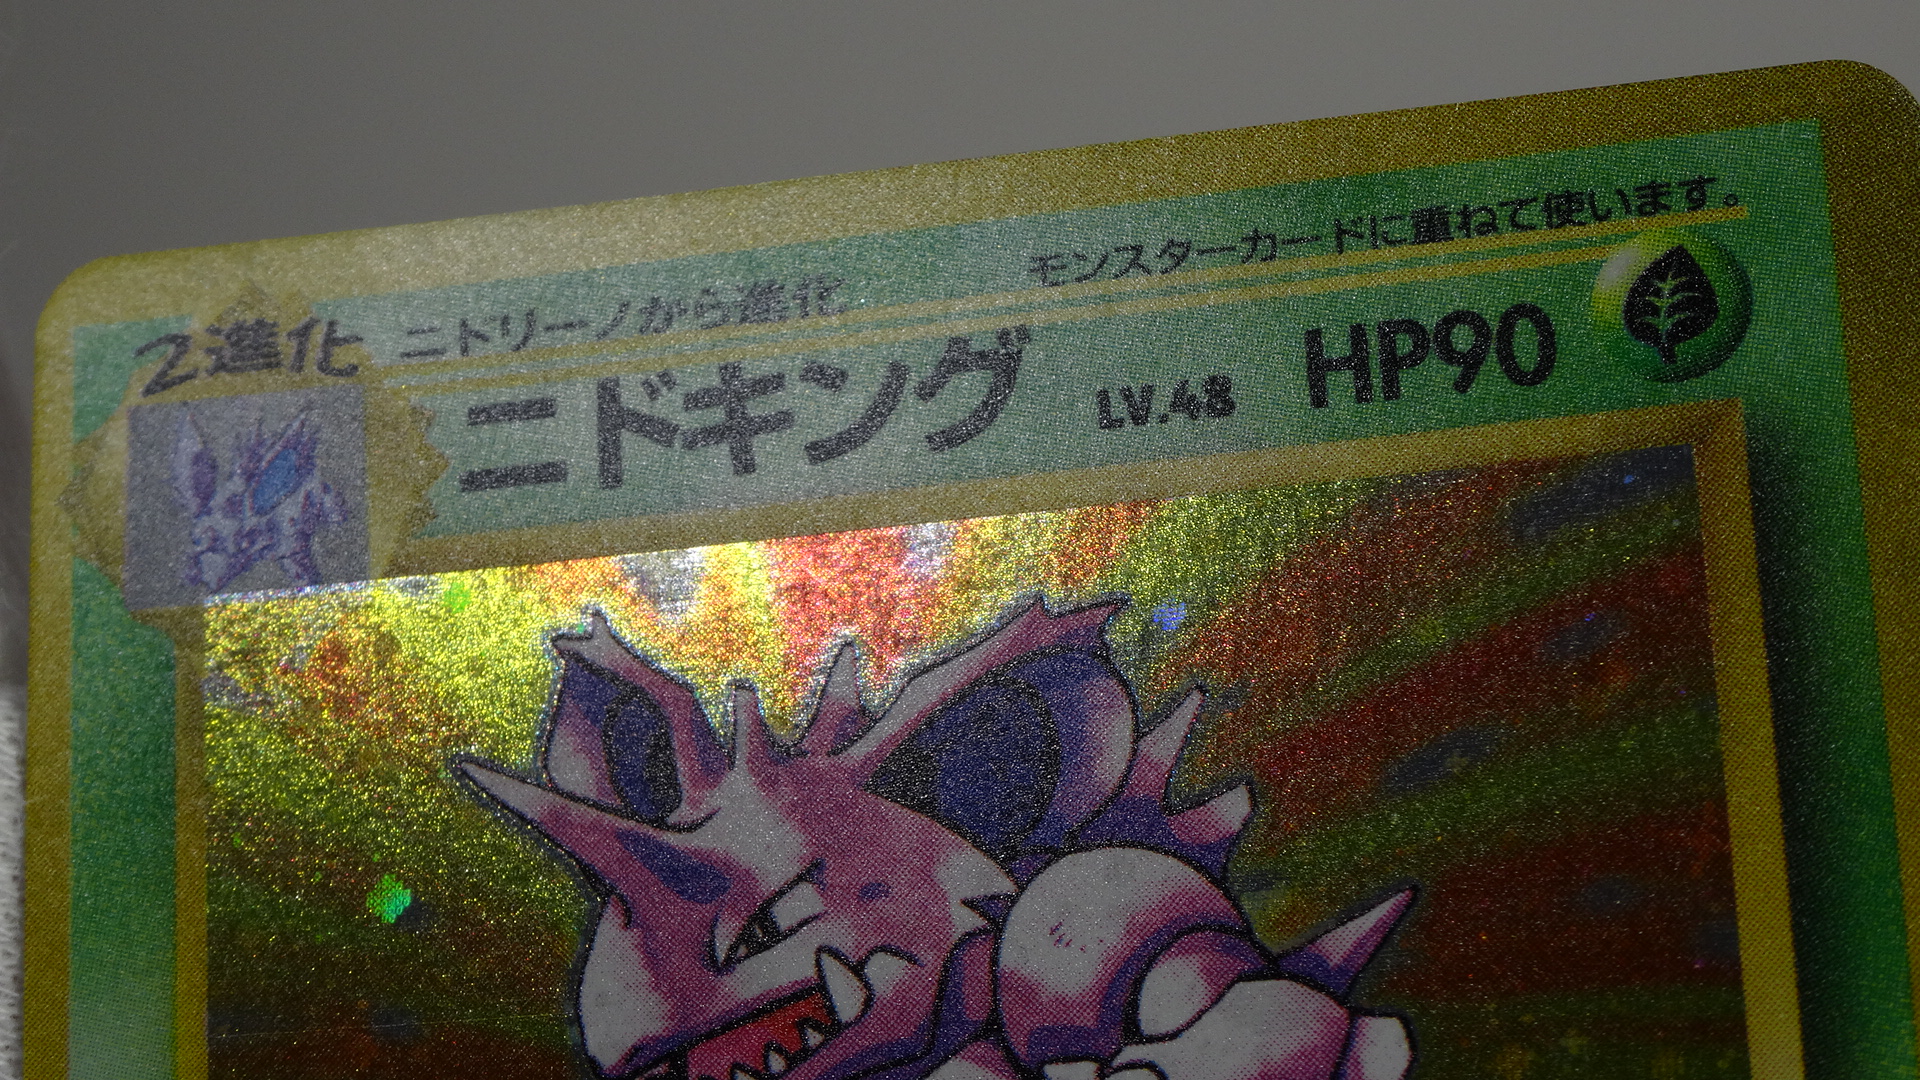 モンスターカードに重ねて使います。
2進化 ニドリーノから進化
ニドキング LV.48 HP90